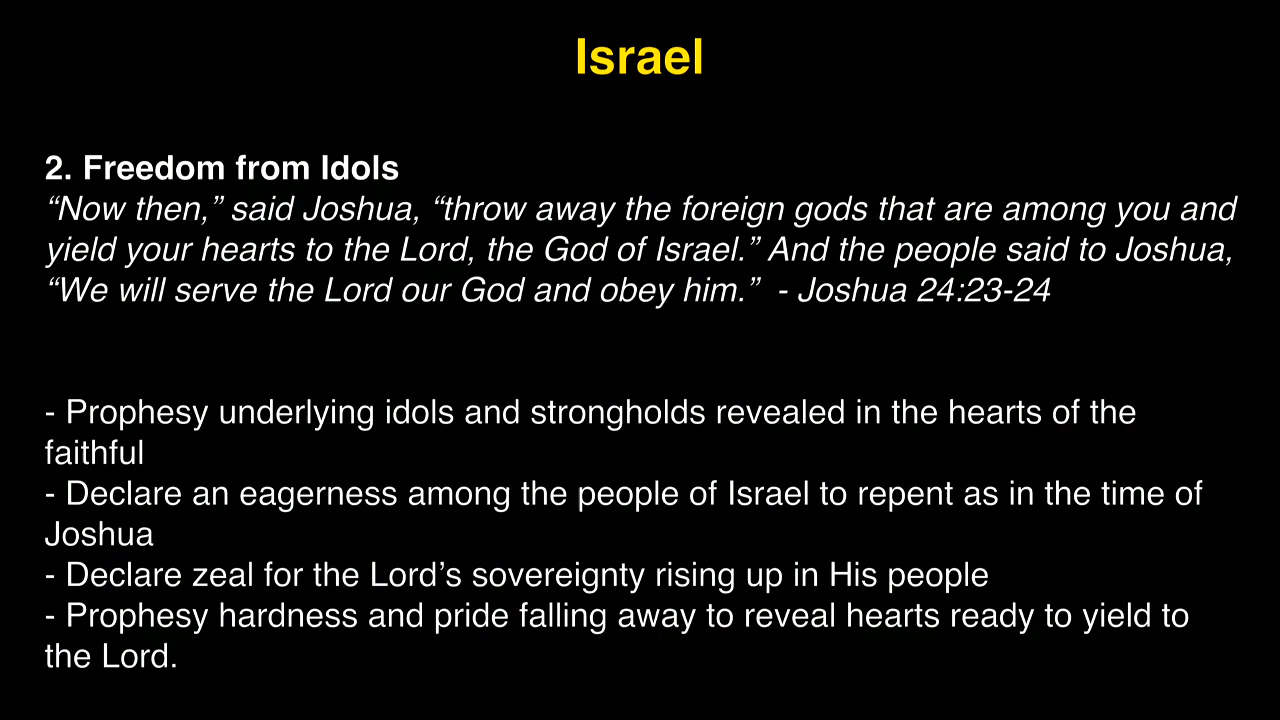 Israel
2. Freedom from Idols
“Now then,” said Joshua, “throw away the foreign gods that are among you and
yield your hearts to the Lord, the God of Israel.” And the people said to Joshua,
“We will serve the Lord our God and obey him.”  - Joshua 24:23-24
- Prophesy underlying idols and strongholds revealed in the hearts of the
faithful
- Declare an eagerness among the people of Israel to repent as in the time of
Joshua
- Declare zeal for the Lord’s sovereignty rising up in His people
- Prophesy hardness and pride falling away to reveal hearts ready to yield to
the Lord.